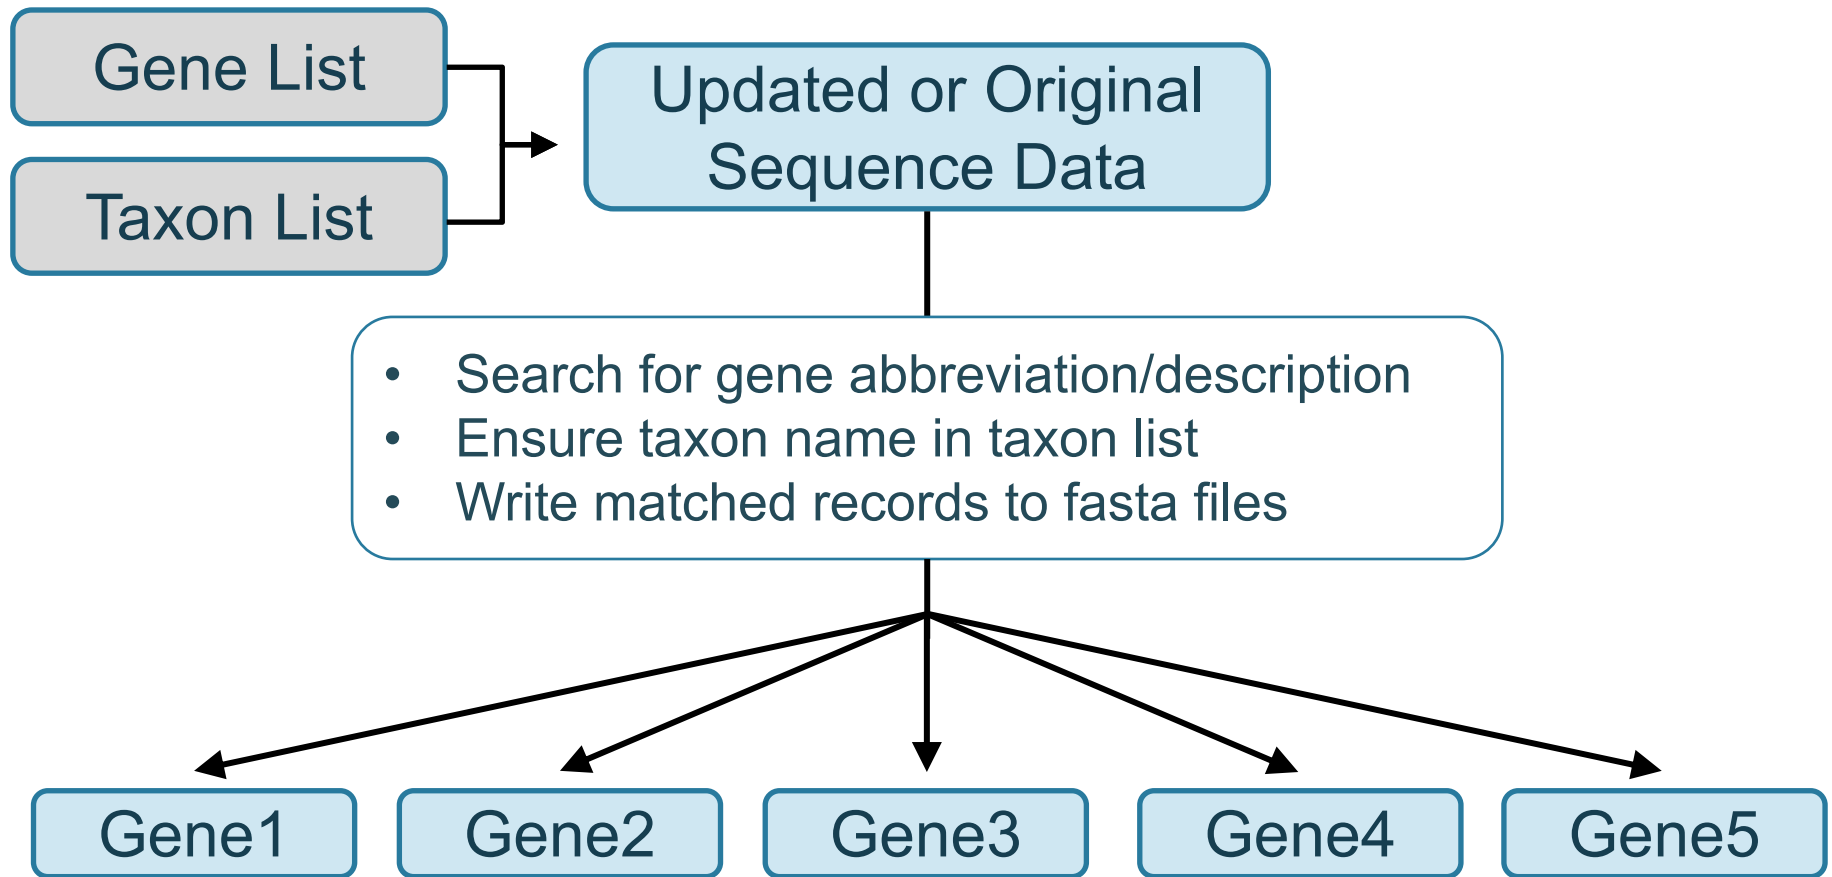 Gene List
Taxon List
Updated or Original
Sequence Data
• Search for gene abbreviation/description
• Ensure taxon name in taxon list
• Write matched records to fasta files
Gene1
Gene2
Gene3
Gene4
Gene5